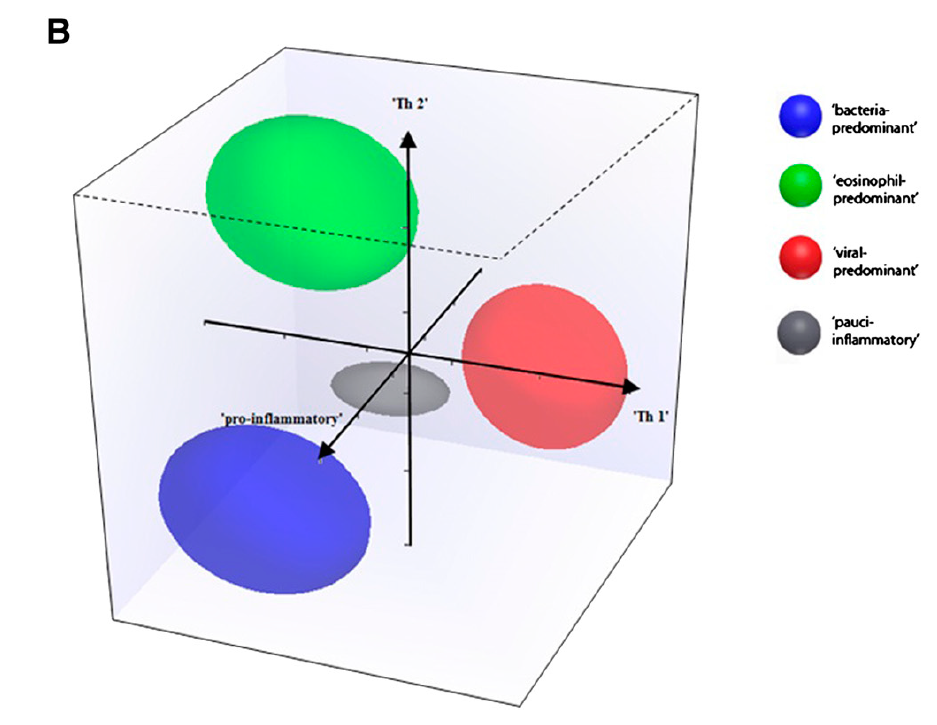 B
'Th 2'
'bacteria-
predominant'
'eosinophil-
predominant'
'viral-
predominant'
'pauci-
inflammatory'
'pro-inflammatory'
'Th 1'